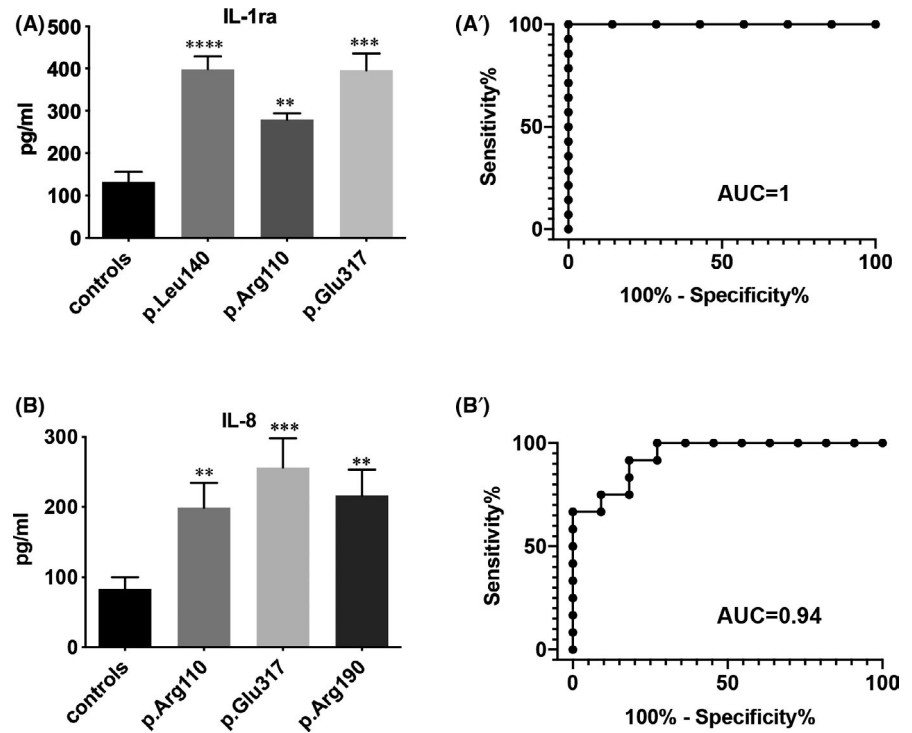 (A)
IL-1ra
500
400
300
200
100
0
pg/ml
****
**
***
controls
p.Leu140
p.Arg110
p.Glu317
(A′)
100
50
0
Sensitivity%
AUC=1
0 50 100
100% - Specificity%
(B)
IL-8
300
200
100
0
pg/ml
**
***
**
controls
p.Arg110
p.Glu317
p.Arg190
(B′)
100
50
0
Sensitivity%
AUC=0.94
0 50 100
100% - Specificity%